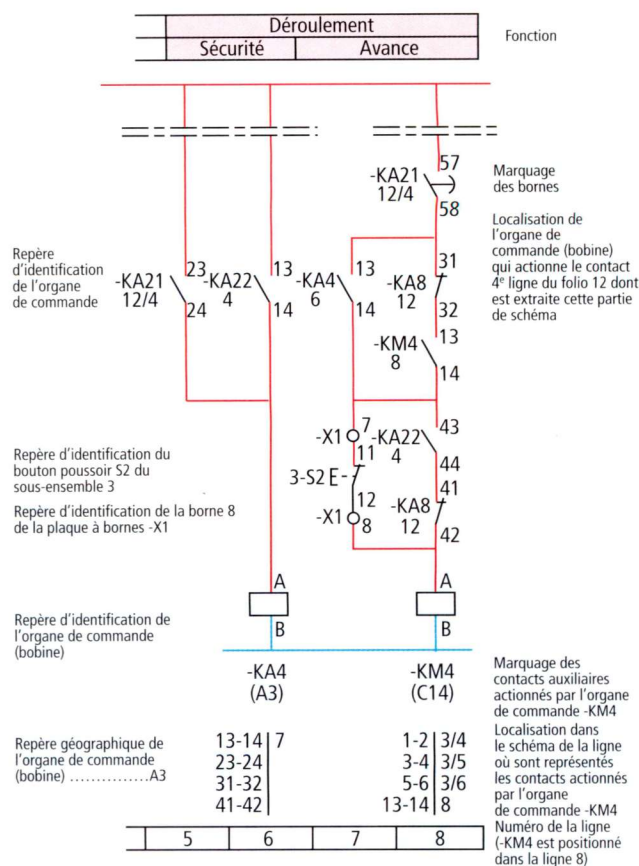 Déroulement
Sécurité
Avance
Fonction
57
-KA21
12/4
58
Marquage
des bornes
Localisation de
l'organe de
commande (bobine)
qui actionne le contact
4e ligne du folio 12 dont
est extraite cette partie
de schéma
Repère
d'identification
de l'organe
de commande
-KA21
12/4
23
24
-KA22
4
13
14
-KA4
6
13
14
-KA8
12
31
32
-KM4
8
13
14
-X1
7
11
-KA22
4
43
44
3-S2 E
12
-X1
8
-KA8
12
41
42
Repère d'identification du
bouton poussoir S2 du
sous-ensemble 3
Repère d'identification de la borne 8
de la plaque à bornes -X1
Repère d'identification de
l'organe de commande
(bobine)
A
B
A
B
-KA4
(A3)
-KM4
(C14)
Marquage des
contacts auxiliaires
actionnés par l'organe
de commande -KM4
Repère géographique de
l'organe de commande
(bobine) ...............A3
13-14 7
23-24
31-32
41-42
1-2 3/4
3-4 3/5
5-6 3/6
13-14 8
Localisation dans
le schéma de la ligne
où sont représentés
les contacts actionnés
par l'organe
de commande -KM4
Numéro de la ligne
(-KM4 est positionné
dans la ligne 8)
5 6 7 8